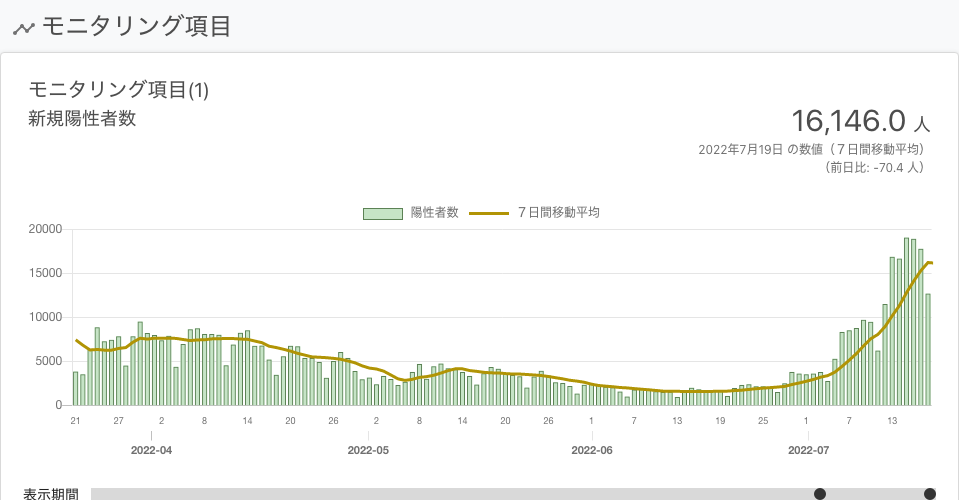 モニタリング項目
モニタリング項目(1)
新規陽性者数
16,146.0 人
2022年7月19日 の数値（７日間移動平均）
（前日比: -70.4 人）
陽性者数 ７日間移動平均
20000
15000
10000
5000
0
21 27 2 8 14 20 26 2 8 14 20 26 1 7 13 19 25 1 7 13
2022-04 2022-05 2022-06 2022-07
表示期間